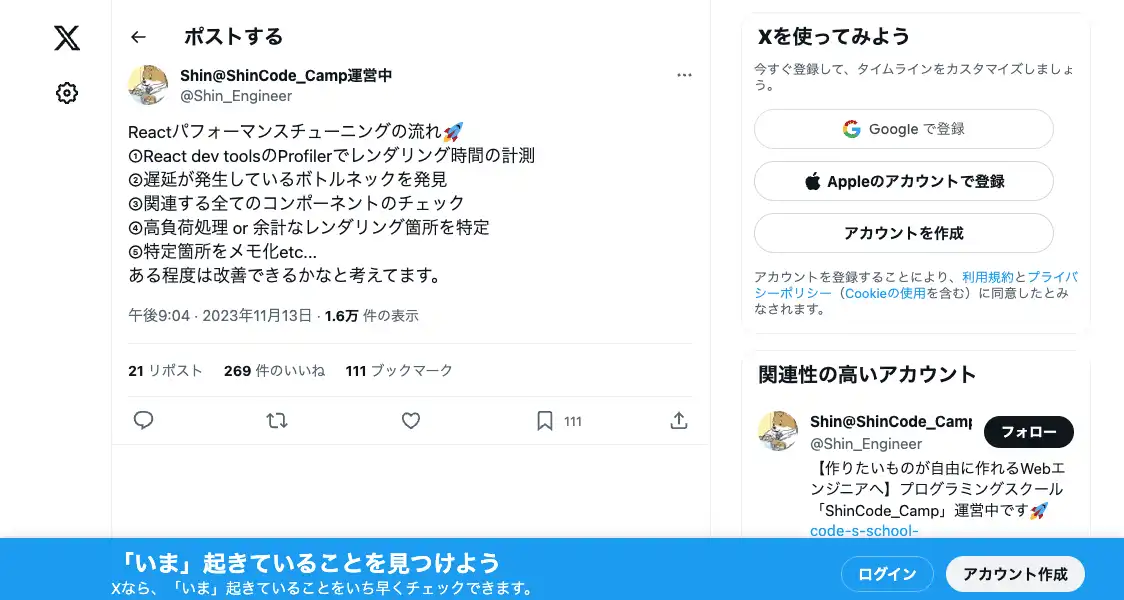 ポストする
Shin@ShinCode_Camp運営中
@Shin_Engineer
Reactパフォーマンスチューニングの流れ🚀
①React dev toolsのProfilerでレンダリング時間の計測
②遅延が発生しているボトルネックを発見
③関連する全てのコンポーネントのチェック
④高負荷処理 or 余計なレンダリング箇所を特定
⑤特定箇所をメモ化etc...
ある程度は改善できるかなと考えてます。
午後9:04 · 2023年11月13日 · 1.6万 件の表示
21 リポスト 269 件のいいね 111 ブックマーク
111
Xを使ってみよう
今すぐ登録して、タイムラインをカスタマイズしましょ
う。
Google で登録
Appleのアカウントで登録
アカウントを作成
アカウントを登録することにより、利用規約とプライバ
シーポリシー（Cookieの使用を含む）に同意したとみ
なされます。
関連性の高いアカウント
Shin@ShinCode_Camp
@Shin_Engineer
フォロー
【作りたいものが自由に作れるWebエ
ンジニアへ】プログラミングスクール
「ShinCode_Camp」運営中です🚀
code-s-school-
「いま」起きていることを見つけよう
Xなら、「いま」起きていることをいち早くチェックできます。
ログイン
アカウント作成